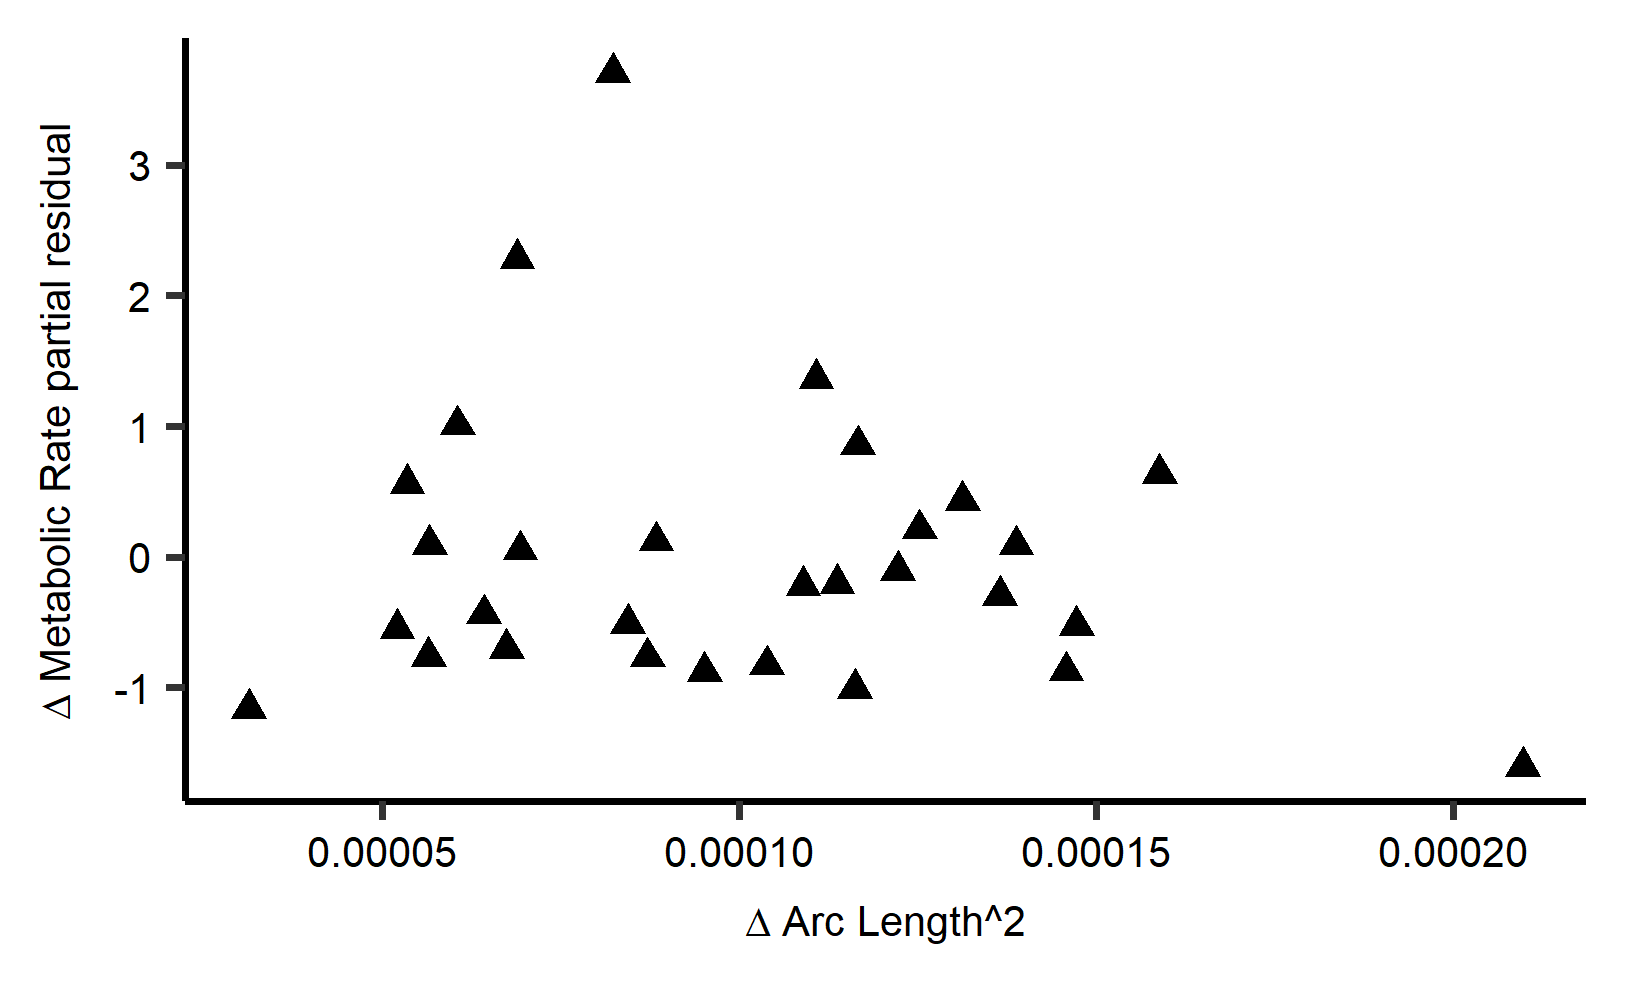 Δ Metabolic Rate partial residual
3
2
1
0
-1
0.00005 0.00010 0.00015 0.00020
Δ Arc Length^2